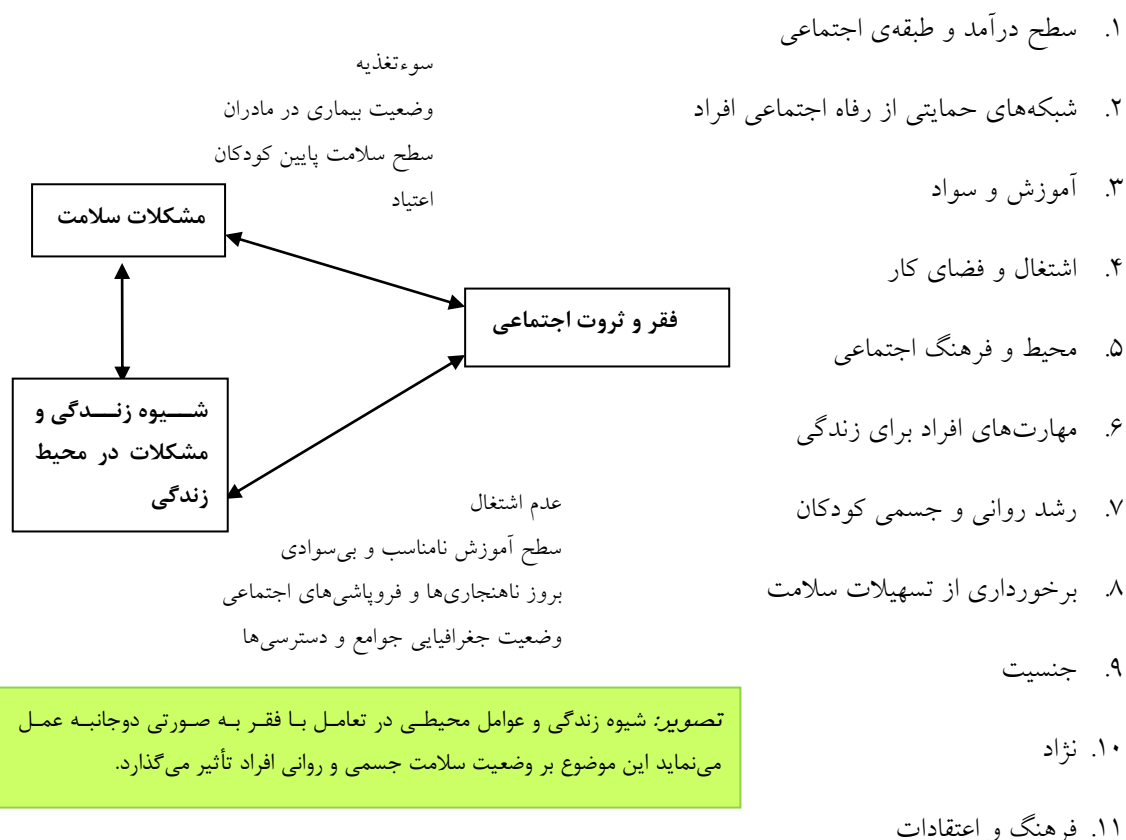 ۱. سطح درآمد و طبقه‌ی اجتماعی
۲. شبکه‌های حمایتی از رفاه اجتماعی افراد
۳. آموزش و سواد
۴. اشتغال و فضای کار
۵. محیط و فرهنگ اجتماعی
۶. مهارت‌های افراد برای زندگی
۷. رشد روانی و جسمی کودکان
۸. برخورداری از تسهیلات سلامت
۹. جنسیت
۱۰. نژاد
۱۱. فرهنگ و اعتقادات
سوءتغذیه
وضعیت بیماری در مادران
سطح سلامت پایین کودکان
اعتیاد
مشکلات سلامت
فقر و ثروت اجتماعی
شیوه زندگی و
مشکلات در محیط
زندگی
عدم اشتغال
سطح آموزش نامناسب و بی‌سوادی
بروز ناهنجاری‌ها و فروپاشی‌های اجتماعی
وضعیت جغرافیایی جوامع و دسترسی‌ها
تصویر: شیوه زندگی و عوامل محیطی در تعامل با فقر به صورتی دوجانبه عمل
می‌نماید این موضوع بر وضعیت سلامت جسمی و روانی افراد تأثیر می‌گذارد.